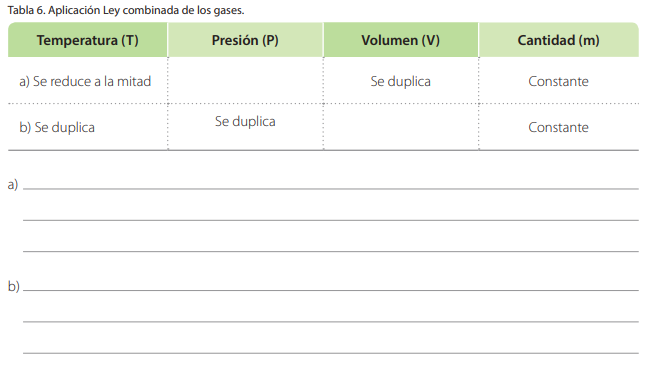 Tabla 6. Aplicación Ley combinada de los gases.
Temperatura (T) Presión (P) Volumen (V) Cantidad (m)
a) Se reduce a la mitad Se duplica Constante
b) Se duplica Se duplica Constante
a)
b)